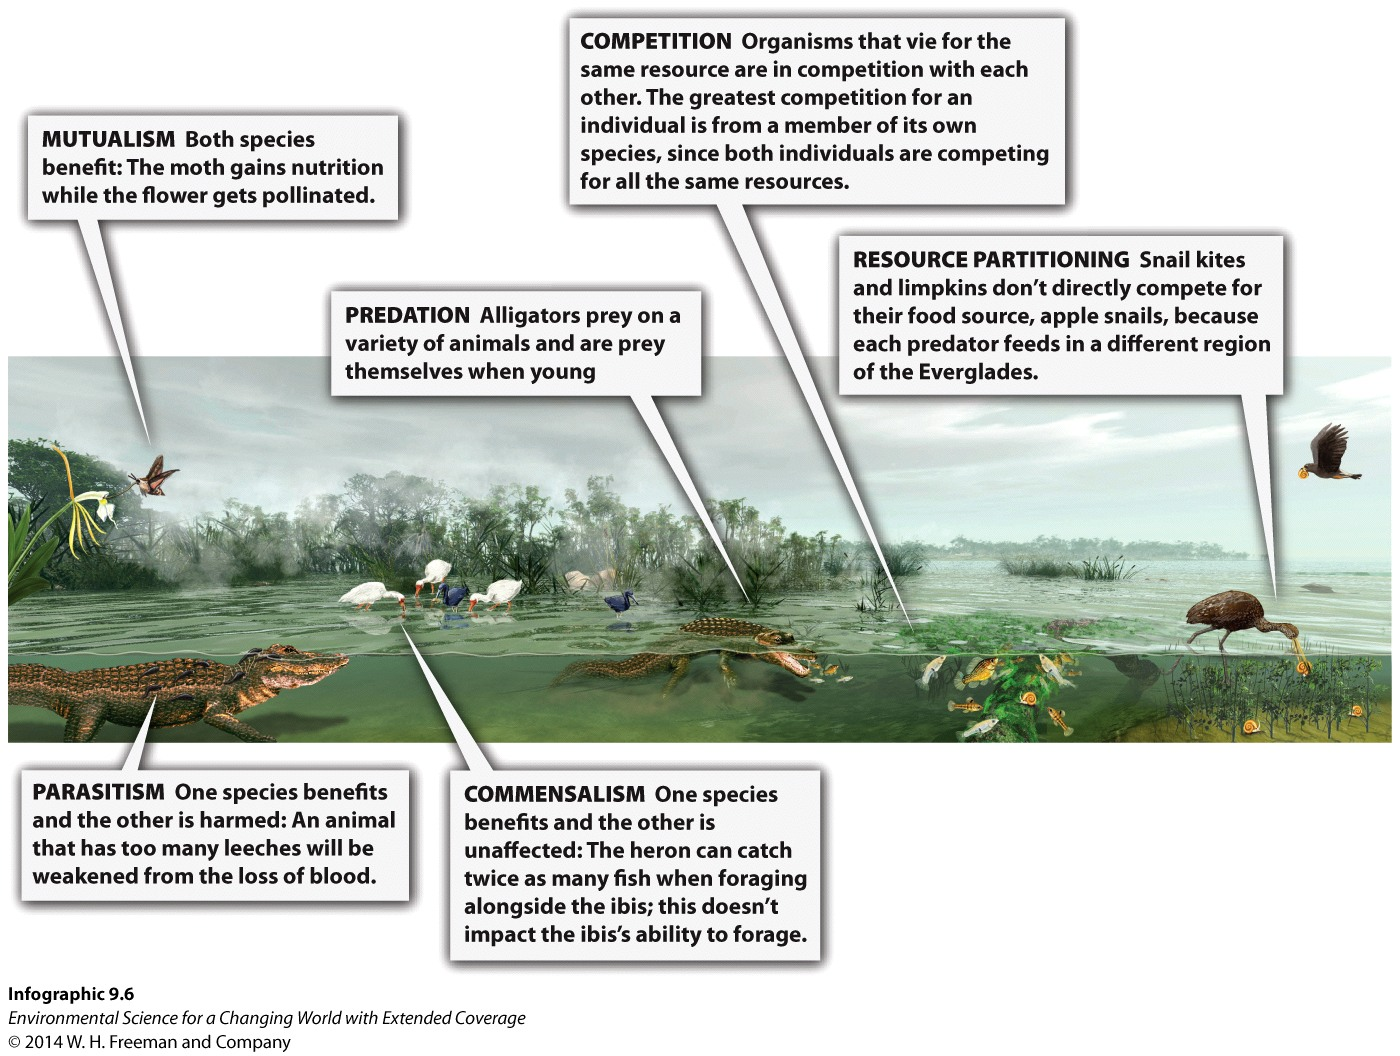 COMPETITION Organisms that vie for the
same resource are in competition with each
other. The greatest competition for an
individual is from a member of its own
species, since both individuals are competing
for all the same resources.
MUTUALISM Both species
benefit: The moth gains nutrition
while the flower gets pollinated.
RESOURCE PARTITIONING Snail kites
and limpkins don’t directly compete for
their food source, apple snails, because
each predator feeds in a different region
of the Everglades.
PREDATION Alligators prey on a
variety of animals and are prey
themselves when young
PARASITISM One species benefits
and the other is harmed: An animal
that has too many leeches will be
weakened from the loss of blood.
COMMENSALISM One species
benefits and the other is
unaffected: The heron can catch
twice as many fish when foraging
alongside the ibis; this doesn’t
impact the ibis’s ability to forage.
Infographic 9.6
Environmental Science for a Changing World with Extended Coverage
© 2014 W. H. Freeman and Company